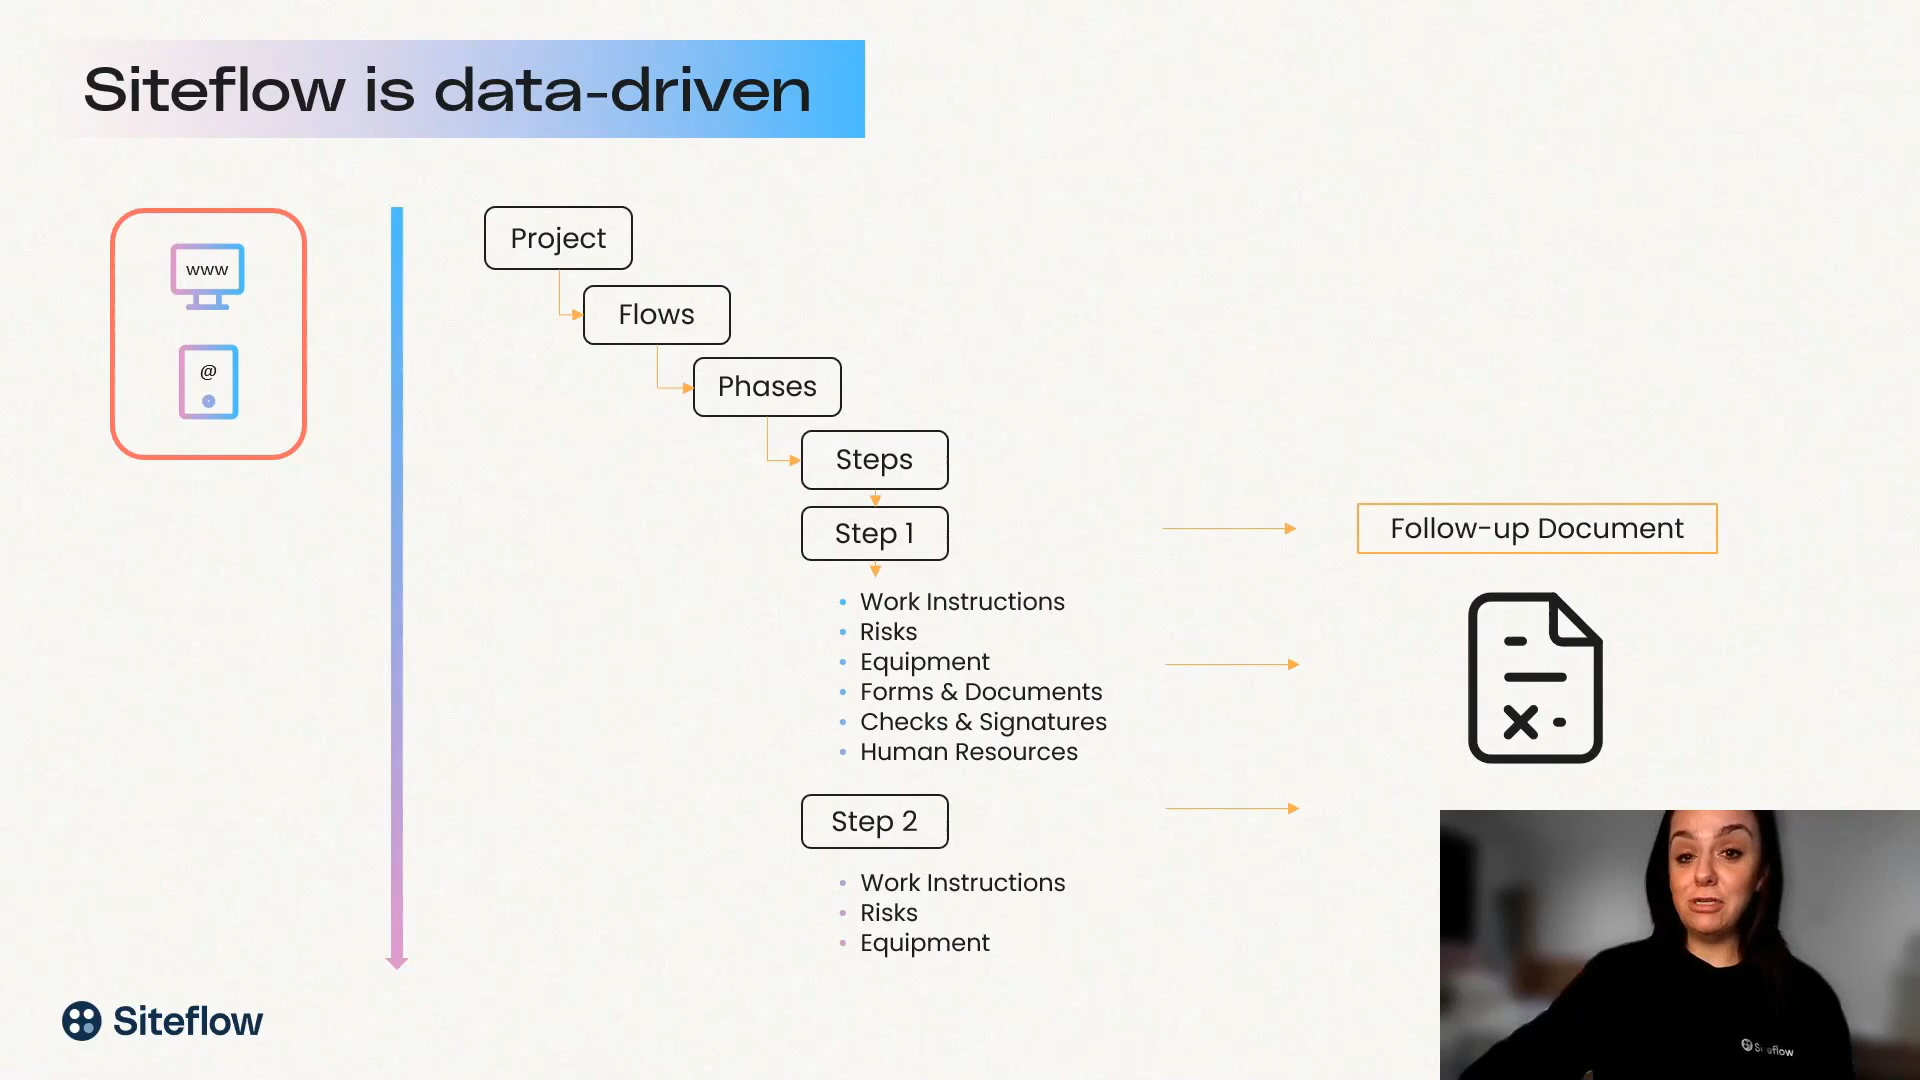 Siteflow is data-driven
www
@
Project
Flows
Phases
Steps
Step 1
Work Instructions
Risks
Equipment
Forms & Documents
Checks & Signatures
Human Resources
Step 2
Work Instructions
Risks
Equipment
Follow-up Document
Siteflow